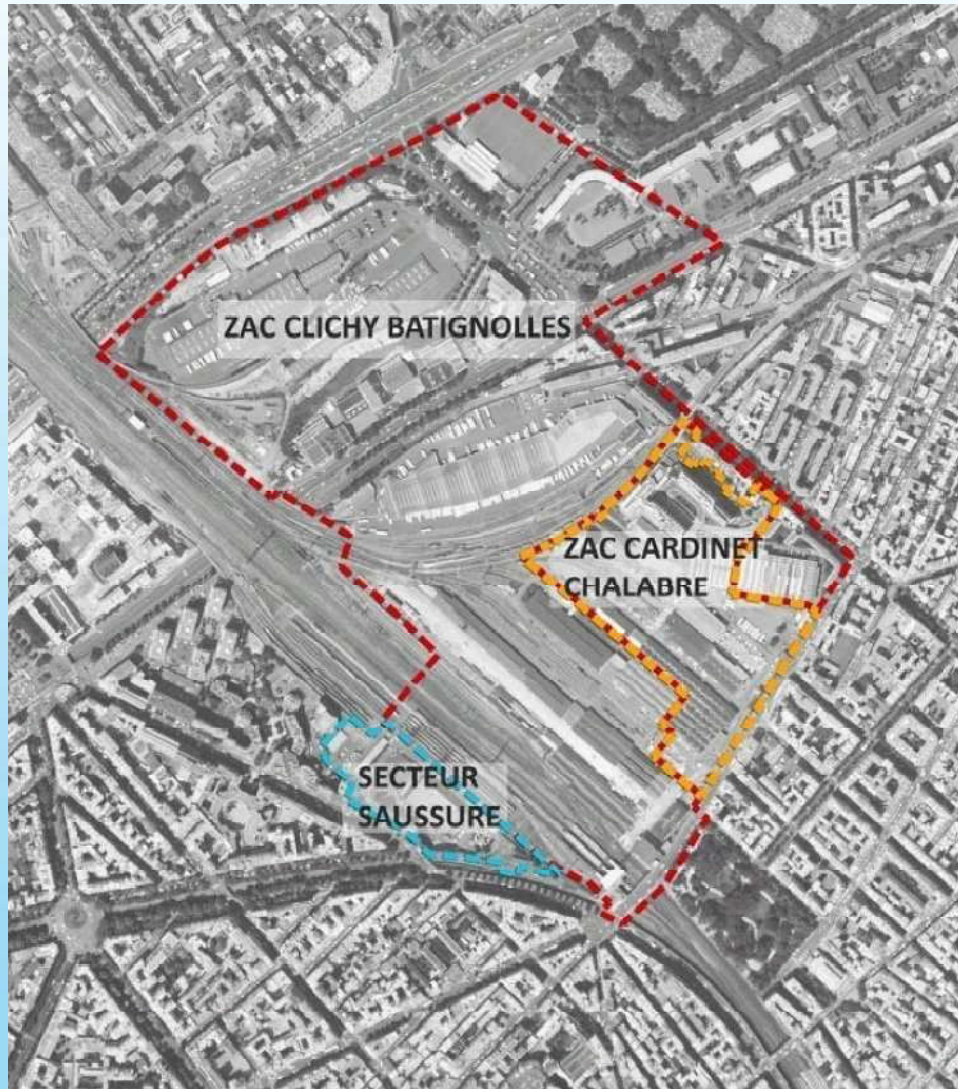 ZAC CLICHY BATIGNOLLES
ZAC CARDINET
CHALABRE
SECTEUR
SAUSSURE